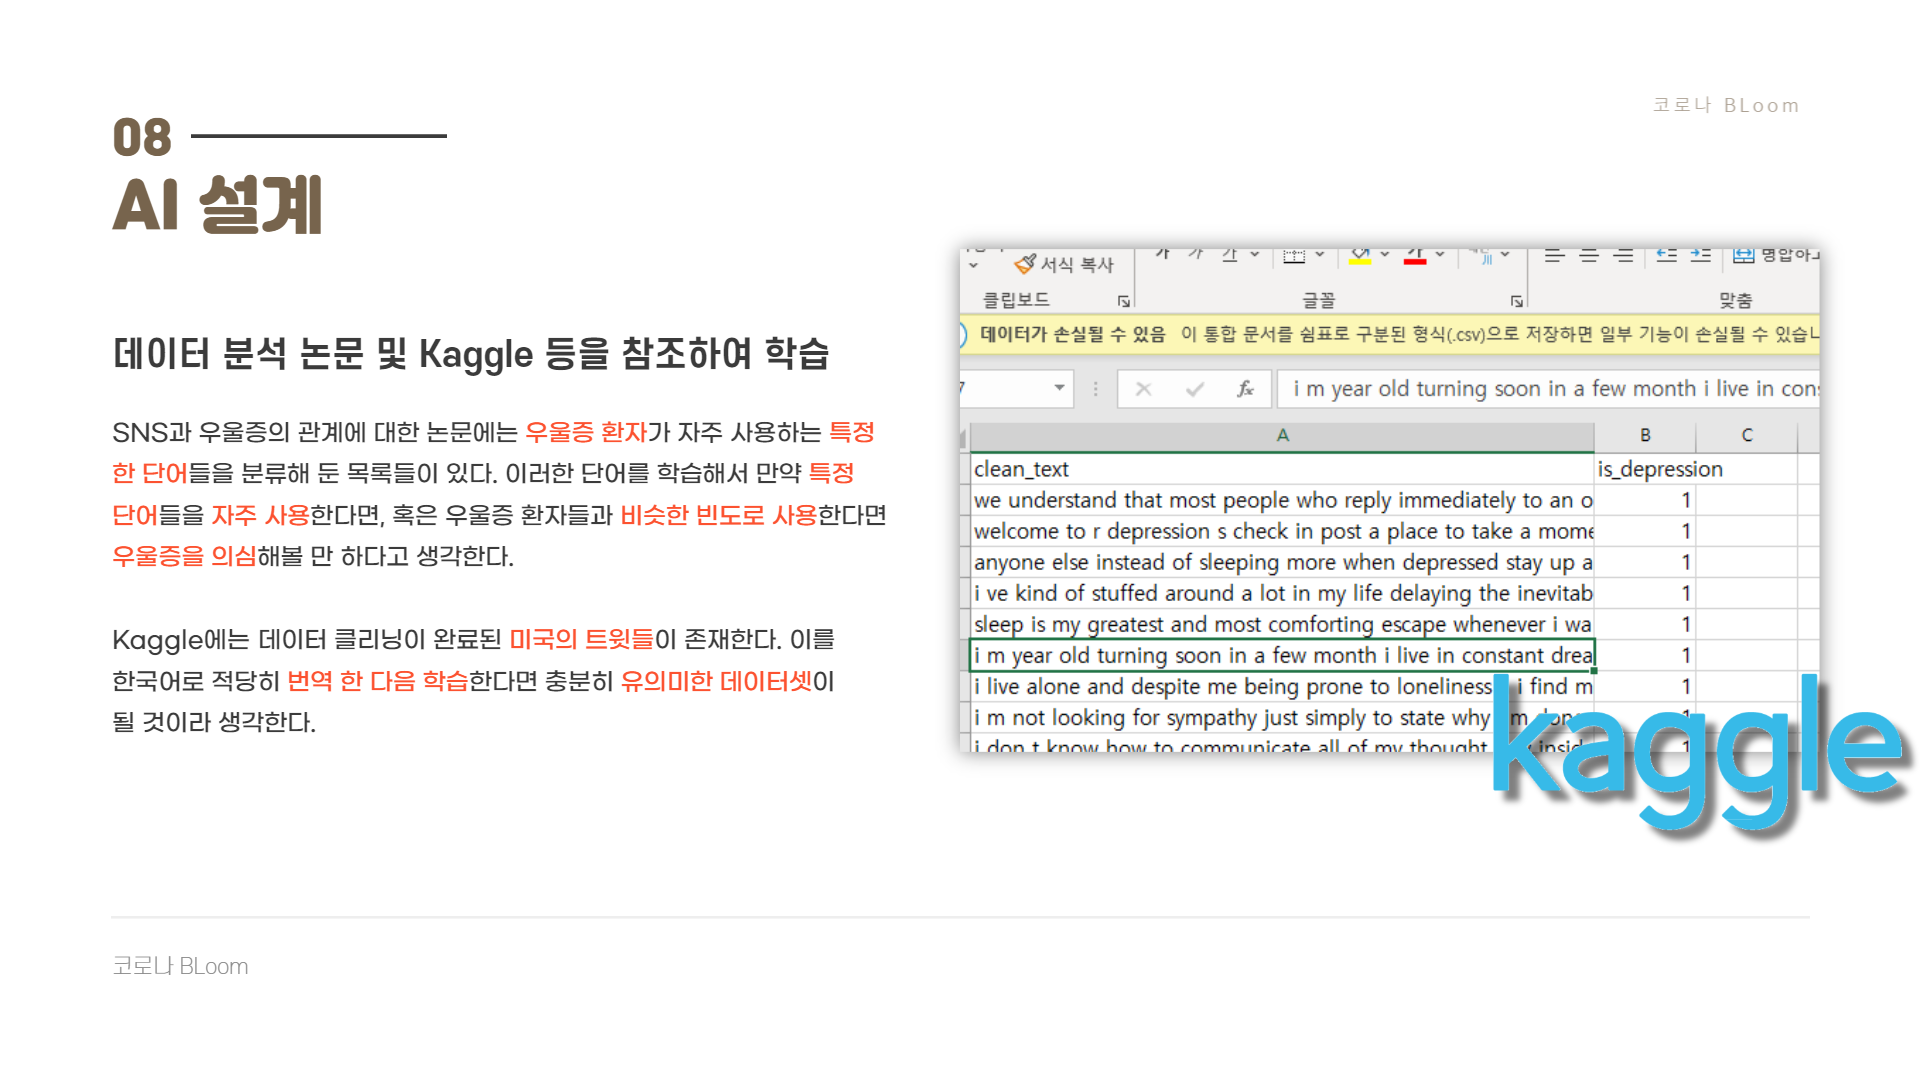 코로나 BLoom
08
AI 설계
데이터 분석 논문 및 Kaggle 등을 참조하여 학습
SNS과 우울증의 관계에 대한 논문에는 우울증 환자가 자주 사용하는 특정
한 단어들을 분류해 둔 목록들이 있다. 이러한 단어를 학습해서 만약 특정
단어들을 자주 사용한다면, 혹은 우울증 환자들과 비슷한 빈도로 사용한다면
우울증을 의심해볼 만 하다고 생각한다.
Kaggle에는 데이터 클리닝이 완료된 미국의 트윗들이 존재한다. 이를
한국어로 적당히 번역 한 다음 학습한다면 충분히 유의미한 데이터셋이
될 것이라 생각한다.
서식 복사
가 가 가 가
클립보드 글꼴 맞춤
데이터가 손실될 수 있음 이 통합 문서를 쉼표로 구분된 형식(.csv)으로 저장하면 일부 기능이 손실될 수 있습니
7 fx i m year old turning soon in a few month i live in cons
A B C
clean_text is_depression
we understand that most people who reply immediately to an o 1
welcome to r depression s check in post a place to take a mome 1
anyone else instead of sleeping more when depressed stay up a 1
i ve kind of stuffed around a lot in my life delaying the inevitab 1
sleep is my greatest and most comforting escape whenever i wa 1
i m year old turning soon in a few month i live in constant drea 1
i live alone and despite me being prone to loneliness i find m 1
i m not looking for sympathy just simply to state why 1
i don t know how to communicate all of my thought 1
kaggle
코로나 BLoom